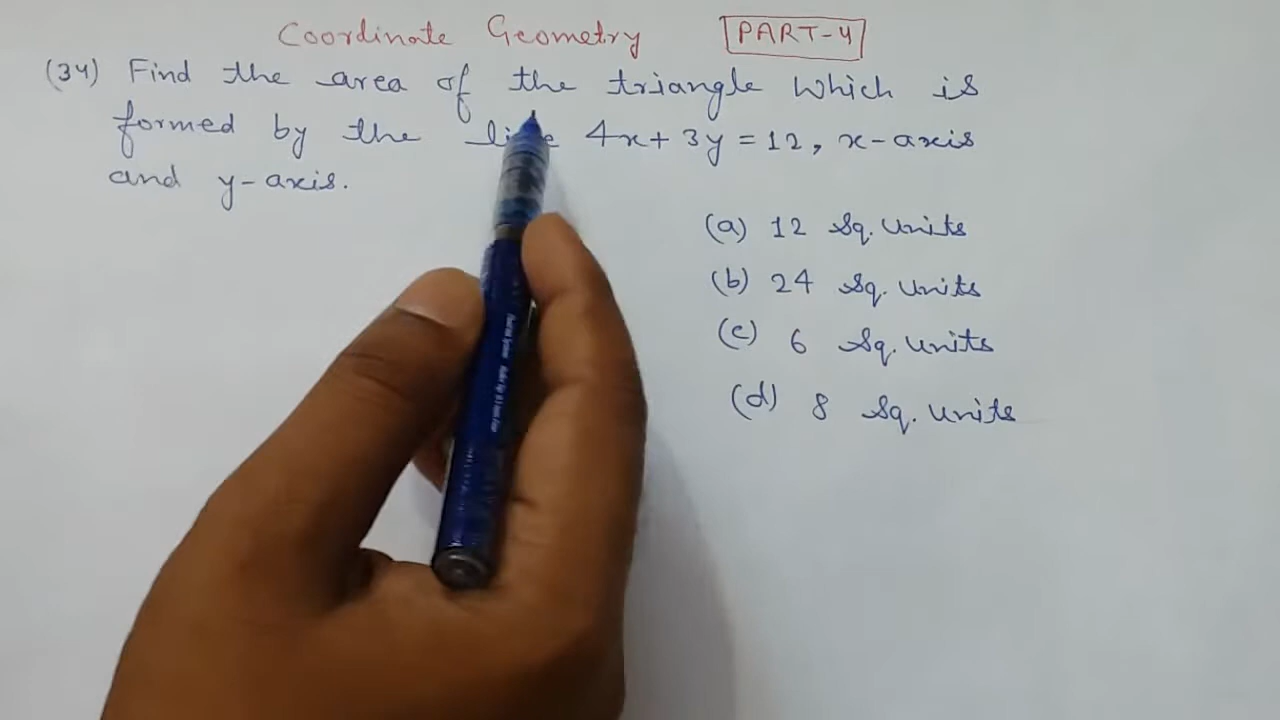 Coordinate Geometry PART-4
(34) Find the area of the triangle which is
formed by the line 4x+3y=12, x-axis
and y-axis.
(a) 12 Sq. Units
(b) 24 Sq. Units
(c) 6 Sq. Units
(d) 8 Sq. Units